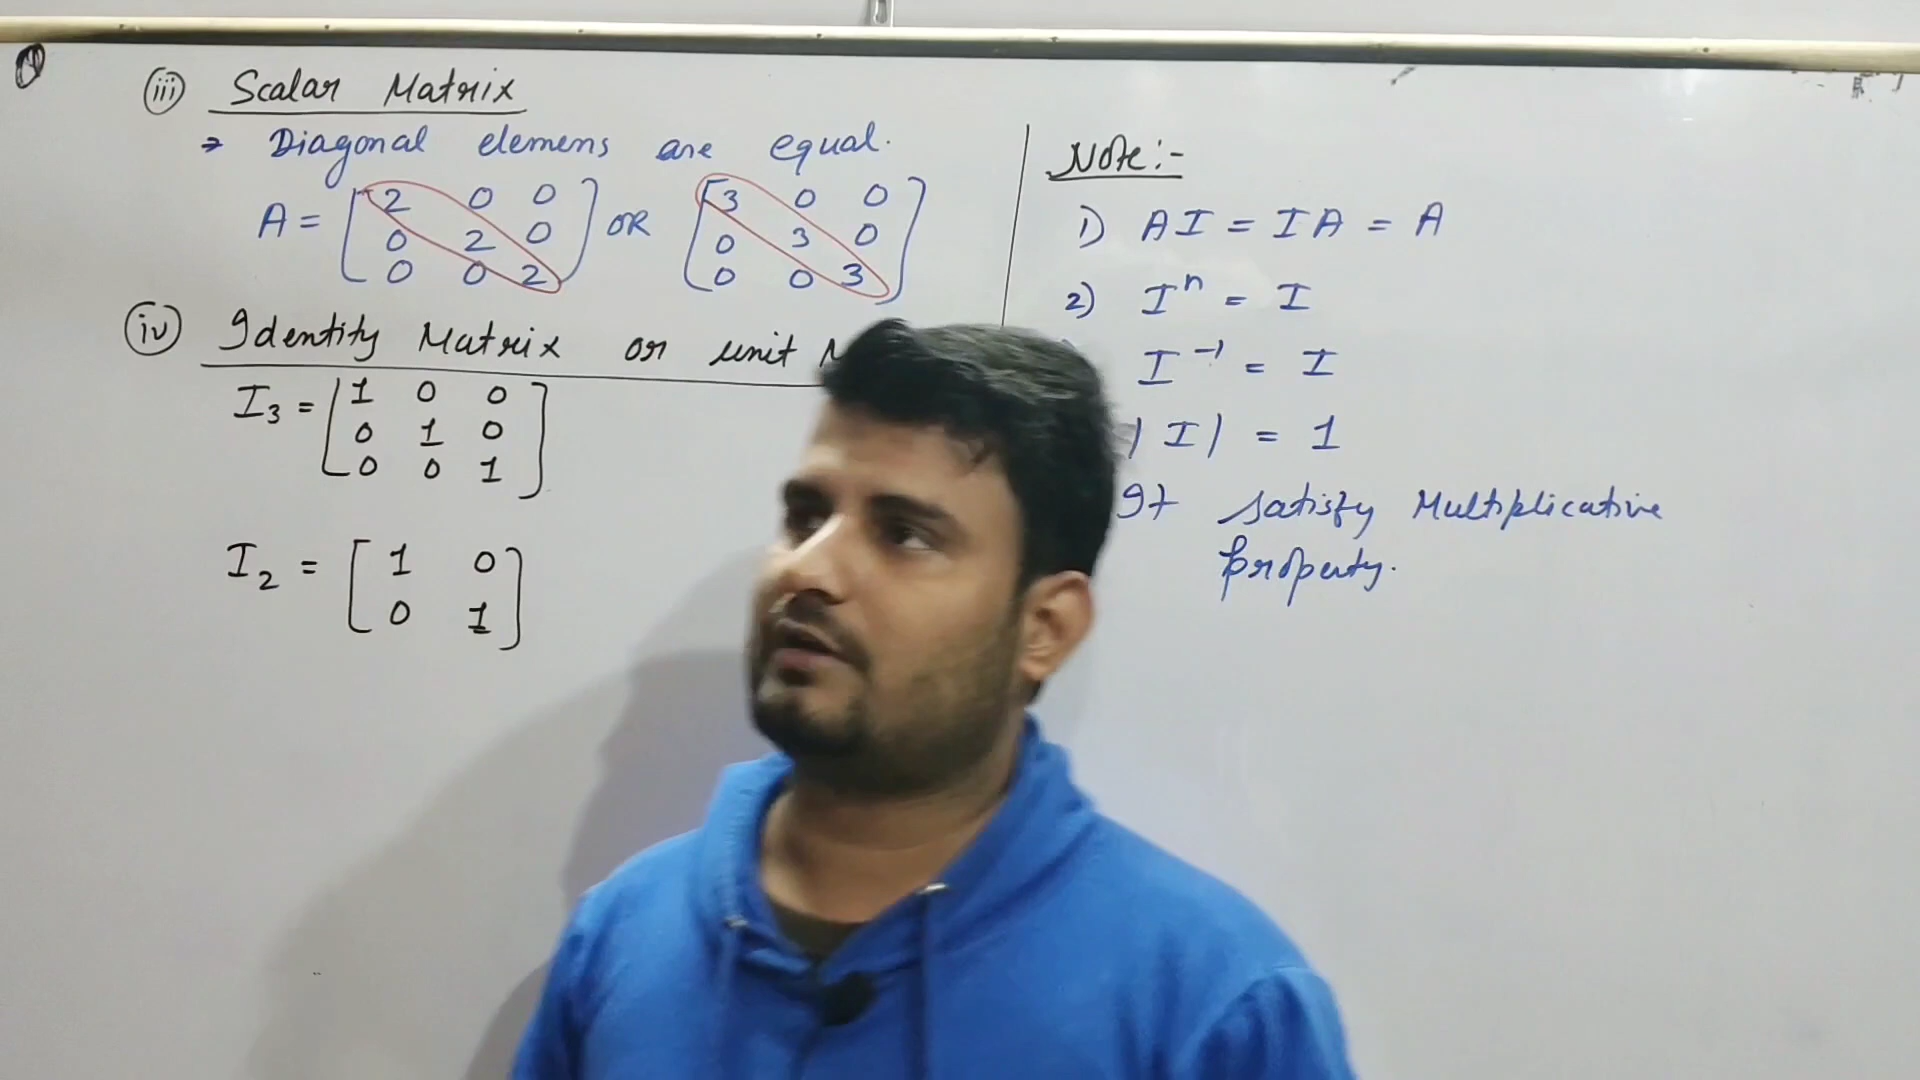 (iii) Scalar Matrix
→ Diagonal elemens are equal.
A = [2 0 0
0 2 0
0 0 2] OR [3 0 0
0 3 0
0 0 3]
(iv) Identity Matrix or unit
I₃ = [1 0 0
0 1 0
0 0 1]
I₂ = [1 0
0 1]
Note:-
1) AI = IA = A
2) Iⁿ = I
I⁻¹ = I
|I| = 1
It satisfy Multiplicative
property.